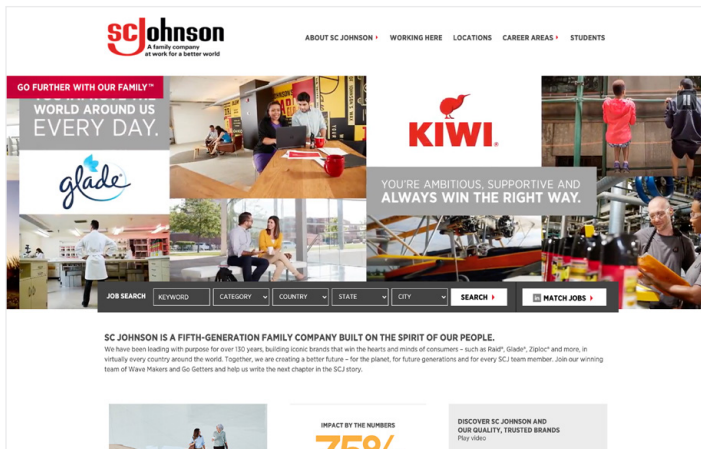 SC Johnson
A family company
at work for a better world
ABOUT SC JOHNSON
WORKING HERE
LOCATIONS
CAREER AREAS
STUDENTS
GO FURTHER WITH OUR FAMILY™
WORLD AROUND US
EVERY DAY.
glade
KIWI®
YOU'RE AMBITIOUS, SUPPORTIVE AND
ALWAYS WIN THE RIGHT WAY.
JOB SEARCH
KEYWORD
CATEGORY
COUNTRY
STATE
CITY
SEARCH
in MATCH JOBS
SC JOHNSON IS A FIFTH-GENERATION FAMILY COMPANY BUILT ON THE SPIRIT OF OUR PEOPLE.
We have been leading with purpose for over 130 years, building iconic brands that win the hearts and minds of consumers – such as Raid®, Glade®, Ziploc® and more, in
virtually every country around the world. Together, we are creating a better future – for the planet, for future generations and for every SCJ team member. Join our winning
team of Wave Makers and Go Getters and help us write the next chapter in the SCJ story.
IMPACT BY THE NUMBERS
75%
DISCOVER SC JOHNSON AND
OUR QUALITY, TRUSTED BRANDS
Play video